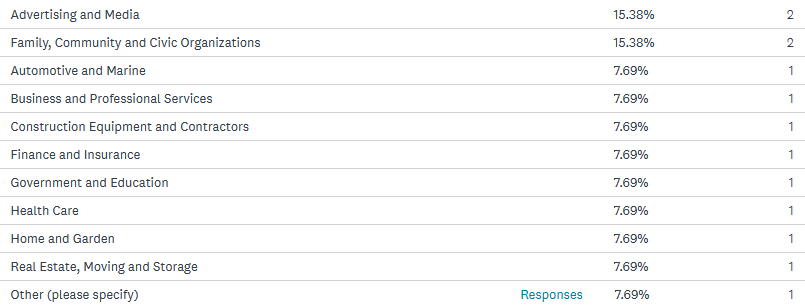 Advertising and Media 15.38% 2
Family, Community and Civic Organizations 15.38% 2
Automotive and Marine 7.69% 1
Business and Professional Services 7.69% 1
Construction Equipment and Contractors 7.69% 1
Finance and Insurance 7.69% 1
Government and Education 7.69% 1
Health Care 7.69% 1
Home and Garden 7.69% 1
Real Estate, Moving and Storage 7.69% 1
Other (please specify) Responses 7.69% 1